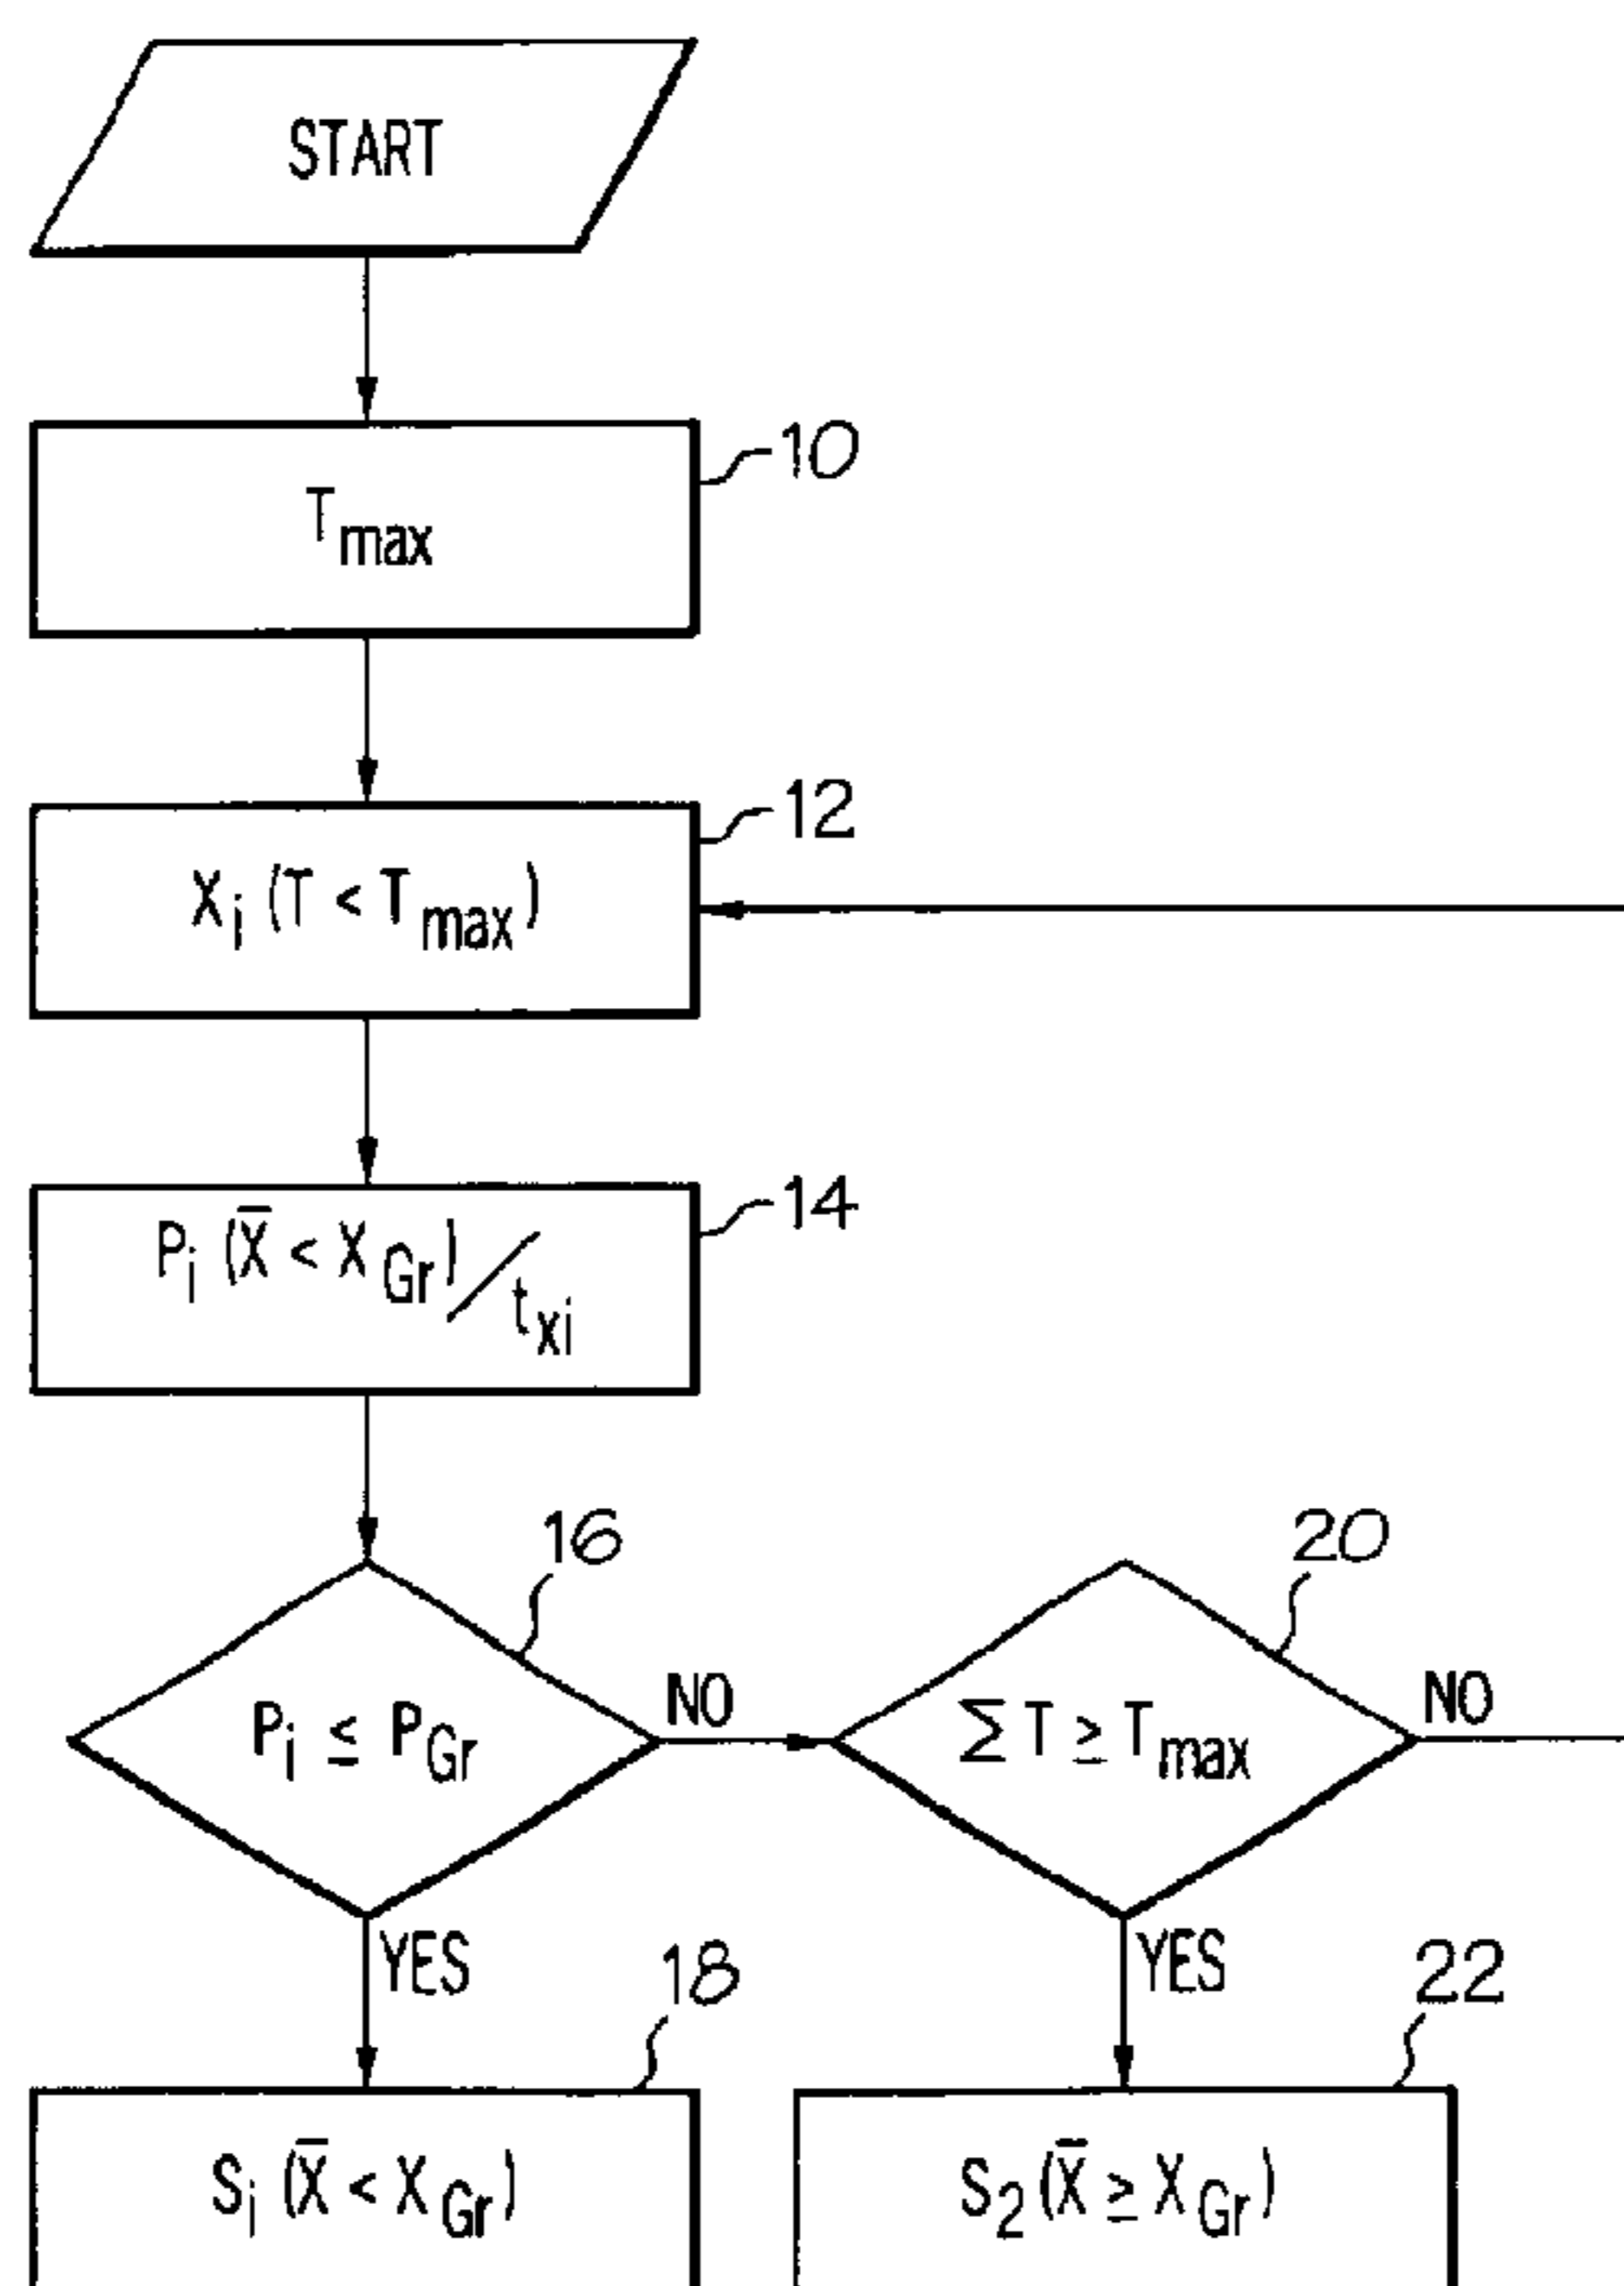 START
10
T_max
12
X_i (T < T_max)
14
P_i (X̄ < X_Gr) / t_xi
16
20
P_i ≤ P_Gr
NO
∑ T ≥ T_max
NO
YES
YES
18
22
S_i (X̄ < X_Gr)
S_2 (X̄ ≥ X_Gr)